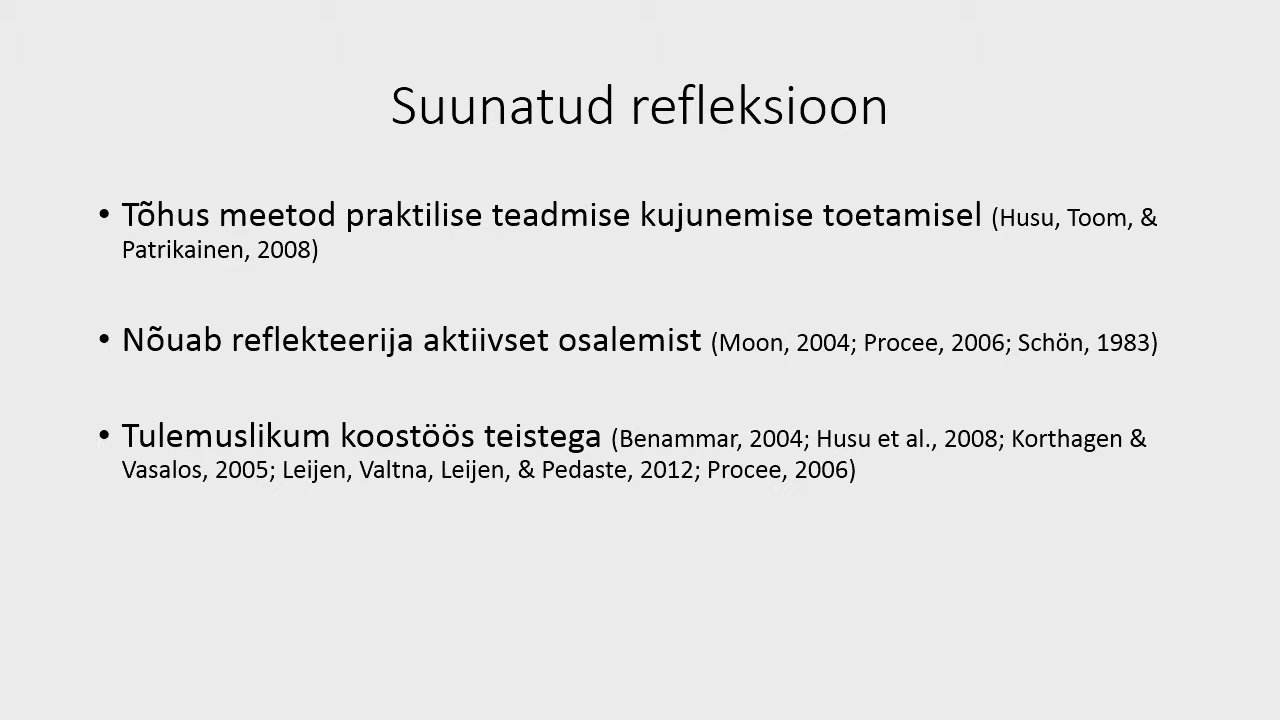 Suunatud refleksioon
• Tõhus meetod praktilise teadmise kujunemise toetamisel (Husu, Toom, &
Patrikainen, 2008)
• Nõuab reflekteerija aktiivset osalemist (Moon, 2004; Procee, 2006; Schön, 1983)
• Tulemuslikum koostöös teistega (Benammar, 2004; Husu et al., 2008; Korthagen &
Vasalos, 2005; Leijen, Valtna, Leijen, & Pedaste, 2012; Procee, 2006)